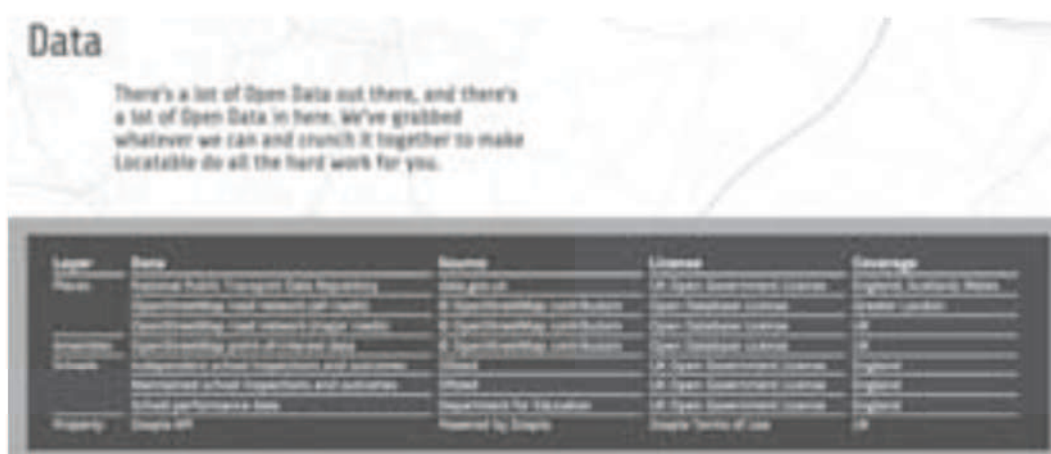 Data
There's a lot of Open Data out there, and there's
a lot of Open Data in here. We've grabbed
whatever we can and crunch it together to make
Locatable do all the hard work for you.
Layer Data Source License Coverage
Places National Public Transport Data Repository data.gov.uk UK Open Government License England, Scotland, Wales
OpenStreetMap road network (all roads) © OpenStreetMap contributors Open Database License Greater London
OpenStreetMap road network (major roads) © OpenStreetMap contributors Open Database License UK
Amenities OpenStreetMap point of interest data © OpenStreetMap contributors Open Database License UK
Schools Independent school inspections and outcomes Ofsted UK Open Government License England
Maintained school inspections and outcomes Ofsted UK Open Government License England
School performance data Department for Education UK Open Government License England
Property Zoopla API Powered by Zoopla Zoopla Terms of Use UK